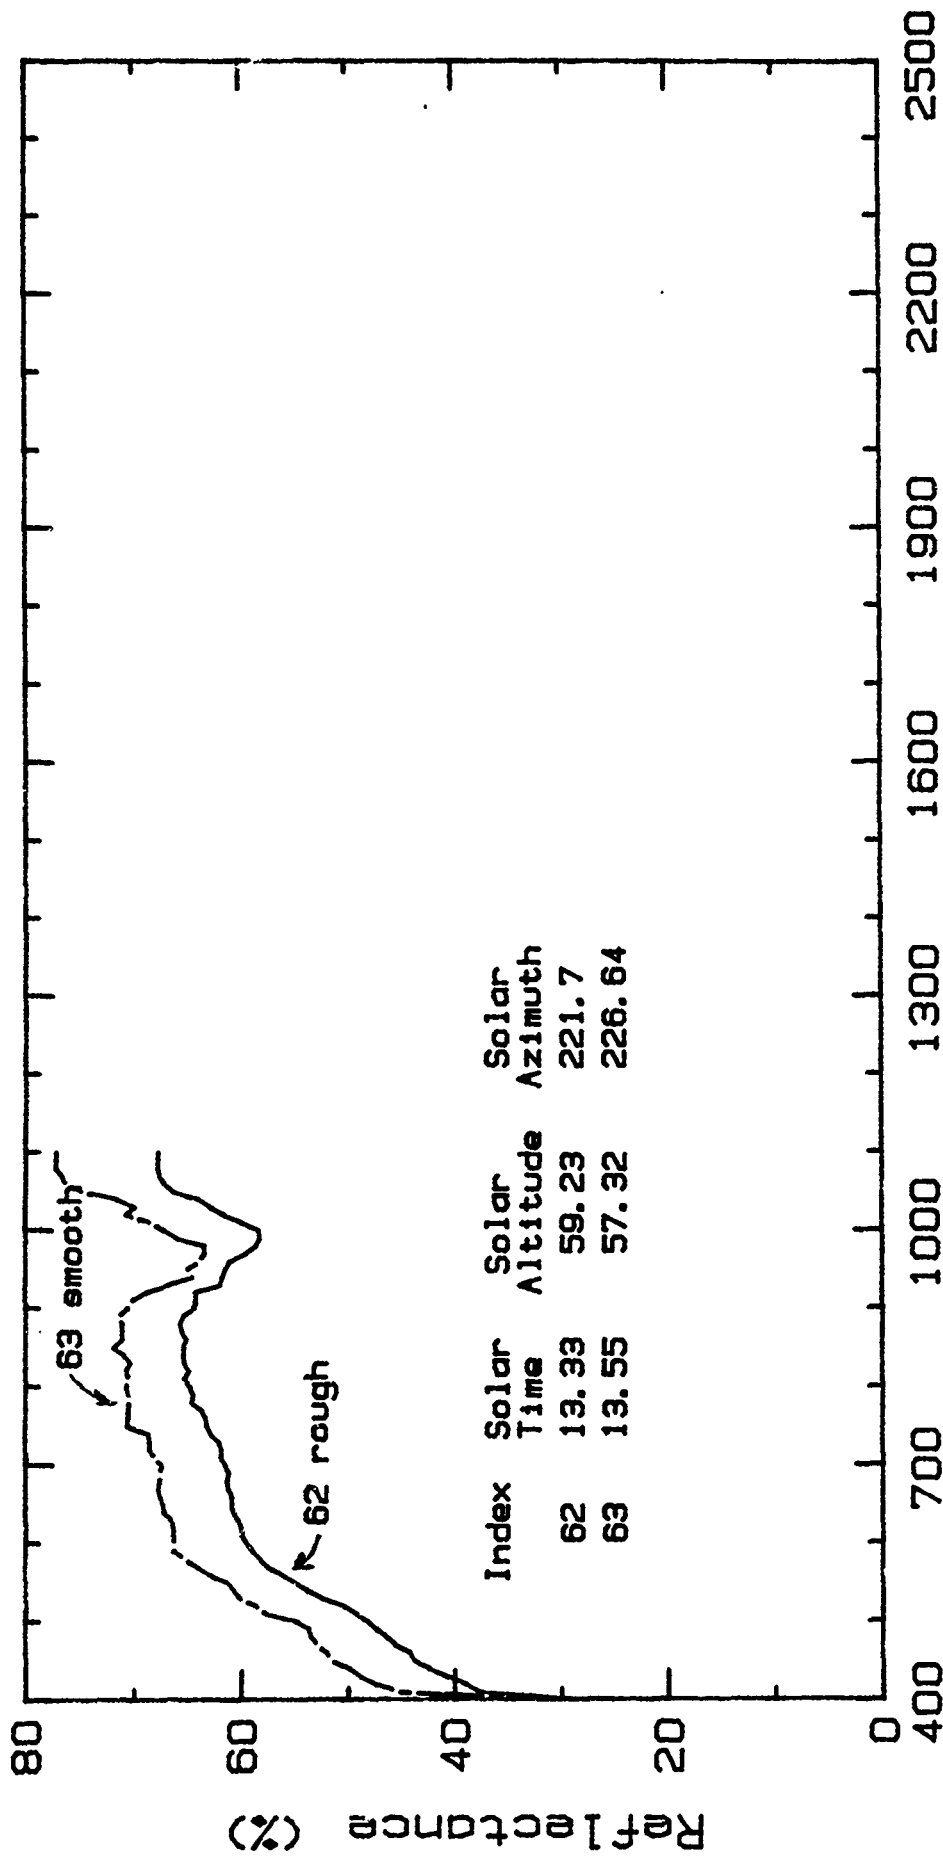 Reflectance (%)
80
60
40
20
0
63 smooth
62 rough
Index Solar Time Solar Altitude Solar Azimuth
62 13.33 59.23 221.7
63 13.55 57.32 226.64
400 700 1000 1300 1600 1900 2200 2500